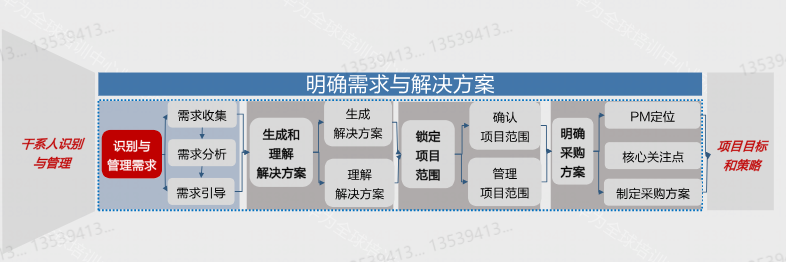 明确需求与解决方案
干系人识别
与管理
识别与
管理需求
需求收集
需求分析
需求引导
生成和
理解
解决方案
生成
解决方案
理解
解决方案
锁定
项目
范围
确认
项目范围
管理
项目范围
明确
采购
方案
PM定位
核心关注点
制定采购方案
项目目标
和策略
13539413...
13539413...
13539413...
13539413...